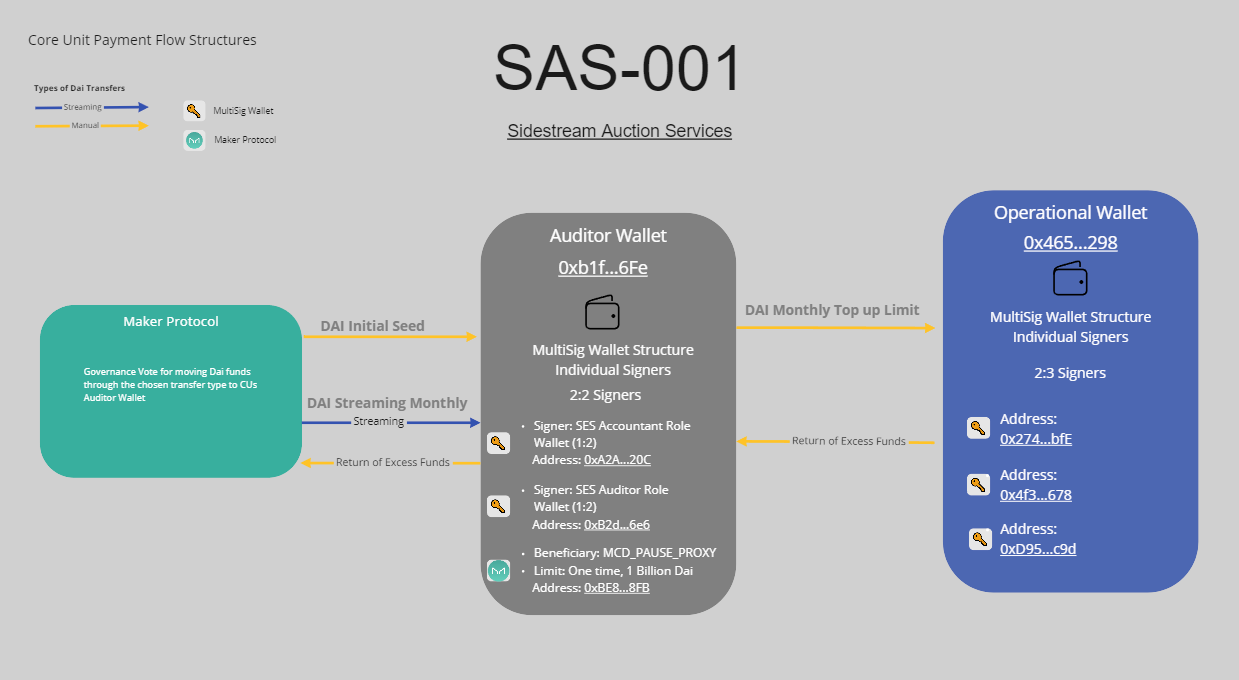 Core Unit Payment Flow Structures
SAS-001
Sidestream Auction Services
Types of Dai Transfers
Streaming
Manual
MultiSig Wallet
Maker Protocol
Maker Protocol
Governance Vote for moving Dai funds
through the chosen transfer type to CUs
Auditor Wallet
DAI Initial Seed
DAI Streaming Monthly
Streaming
Return of Excess Funds
Auditor Wallet
0xb1f...6Fe
MultiSig Wallet Structure
Individual Signers
2:2 Signers
• Signer: SES Accountant Role
Wallet (1:2)
Address: 0xA2A...20C
• Signer: SES Auditor Role
Wallet (1:2)
Address: 0xB2d...6e6
• Beneficiary: MCD_PAUSE_PROXY
• Limit: One time, 1 Billion Dai
Address: 0xBE8...8FB
DAI Monthly Top up Limit
Return of Excess Funds
Operational Wallet
0x465...298
MultiSig Wallet Structure
Individual Signers
2:3 Signers
Address:
0x274...bfE
Address:
0x4f3...678
Address:
0xD95...c9d